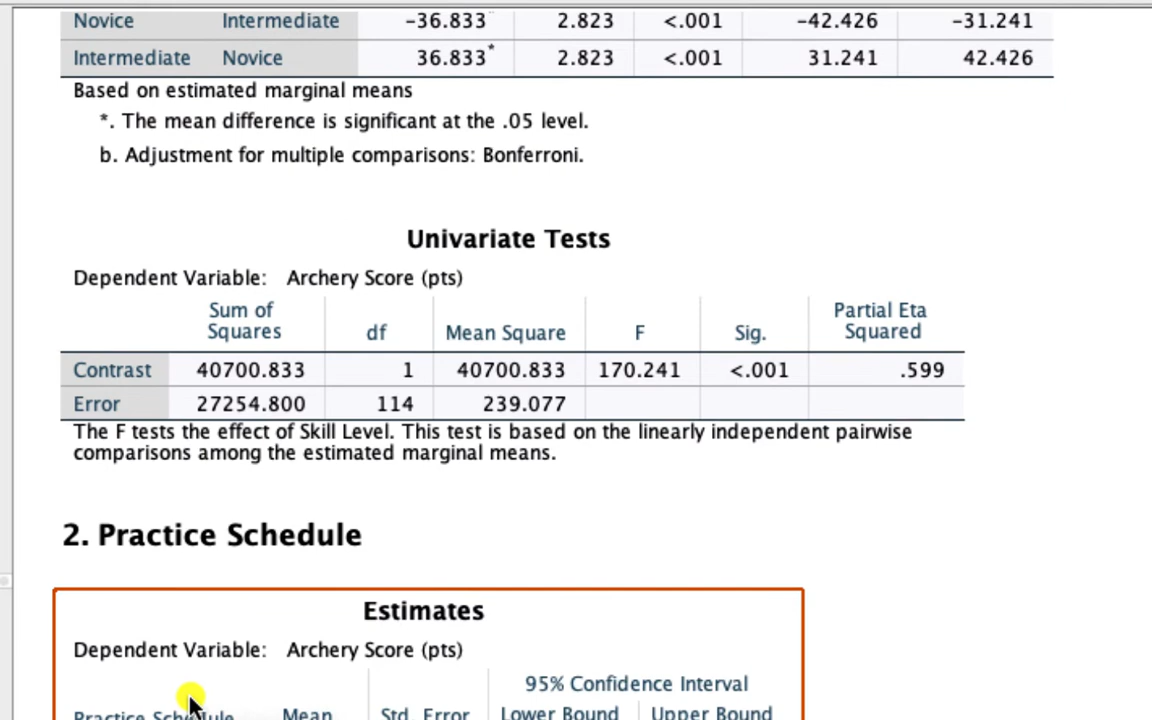 Novice Intermediate -36.833* 2.823 <.001 -42.426 -31.241
Intermediate Novice 36.833* 2.823 <.001 31.241 42.426
Based on estimated marginal means
*. The mean difference is significant at the .05 level.
b. Adjustment for multiple comparisons: Bonferroni.
Univariate Tests
Dependent Variable: Archery Score (pts)
Sum of
Squares df Mean Square F Sig. Partial Eta
Squared
Contrast 40700.833 1 40700.833 170.241 <.001 .599
Error 27254.800 114 239.077
The F tests the effect of Skill Level. This test is based on the linearly independent pairwise
comparisons among the estimated marginal means.
2. Practice Schedule
Estimates
Dependent Variable: Archery Score (pts)
95% Confidence Interval
Practice Schedule Mean Std. Error Lower Bound Upper Bound